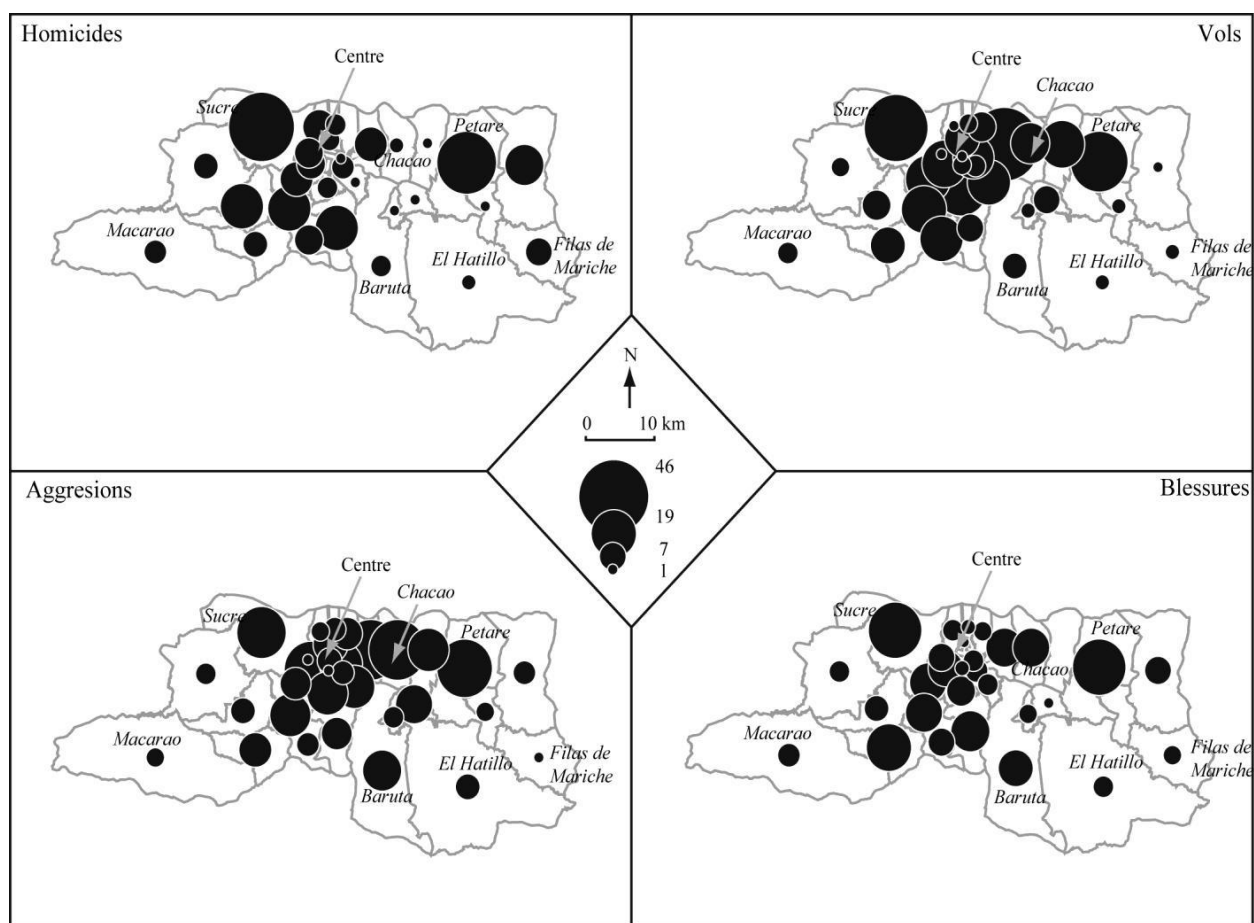 Homicides
Centre
Sucre
Petare
Chacao
Macarao
Filas de
Mariche
El Hatillo
Baruta
Vols
Chacao
Sucre
Petare
Centre
Macarao
Filas de
Mariche
El Hatillo
Baruta
N
0 10 km
46
19
7
1
Aggresions
Centre
Chacao
Sucre
Petare
Macarao
Filas de
Mariche
El Hatillo
Baruta
Blessures
Centre
Sucre
Petare
Chacao
Macarao
Filas de
Mariche
El Hatillo
Baruta